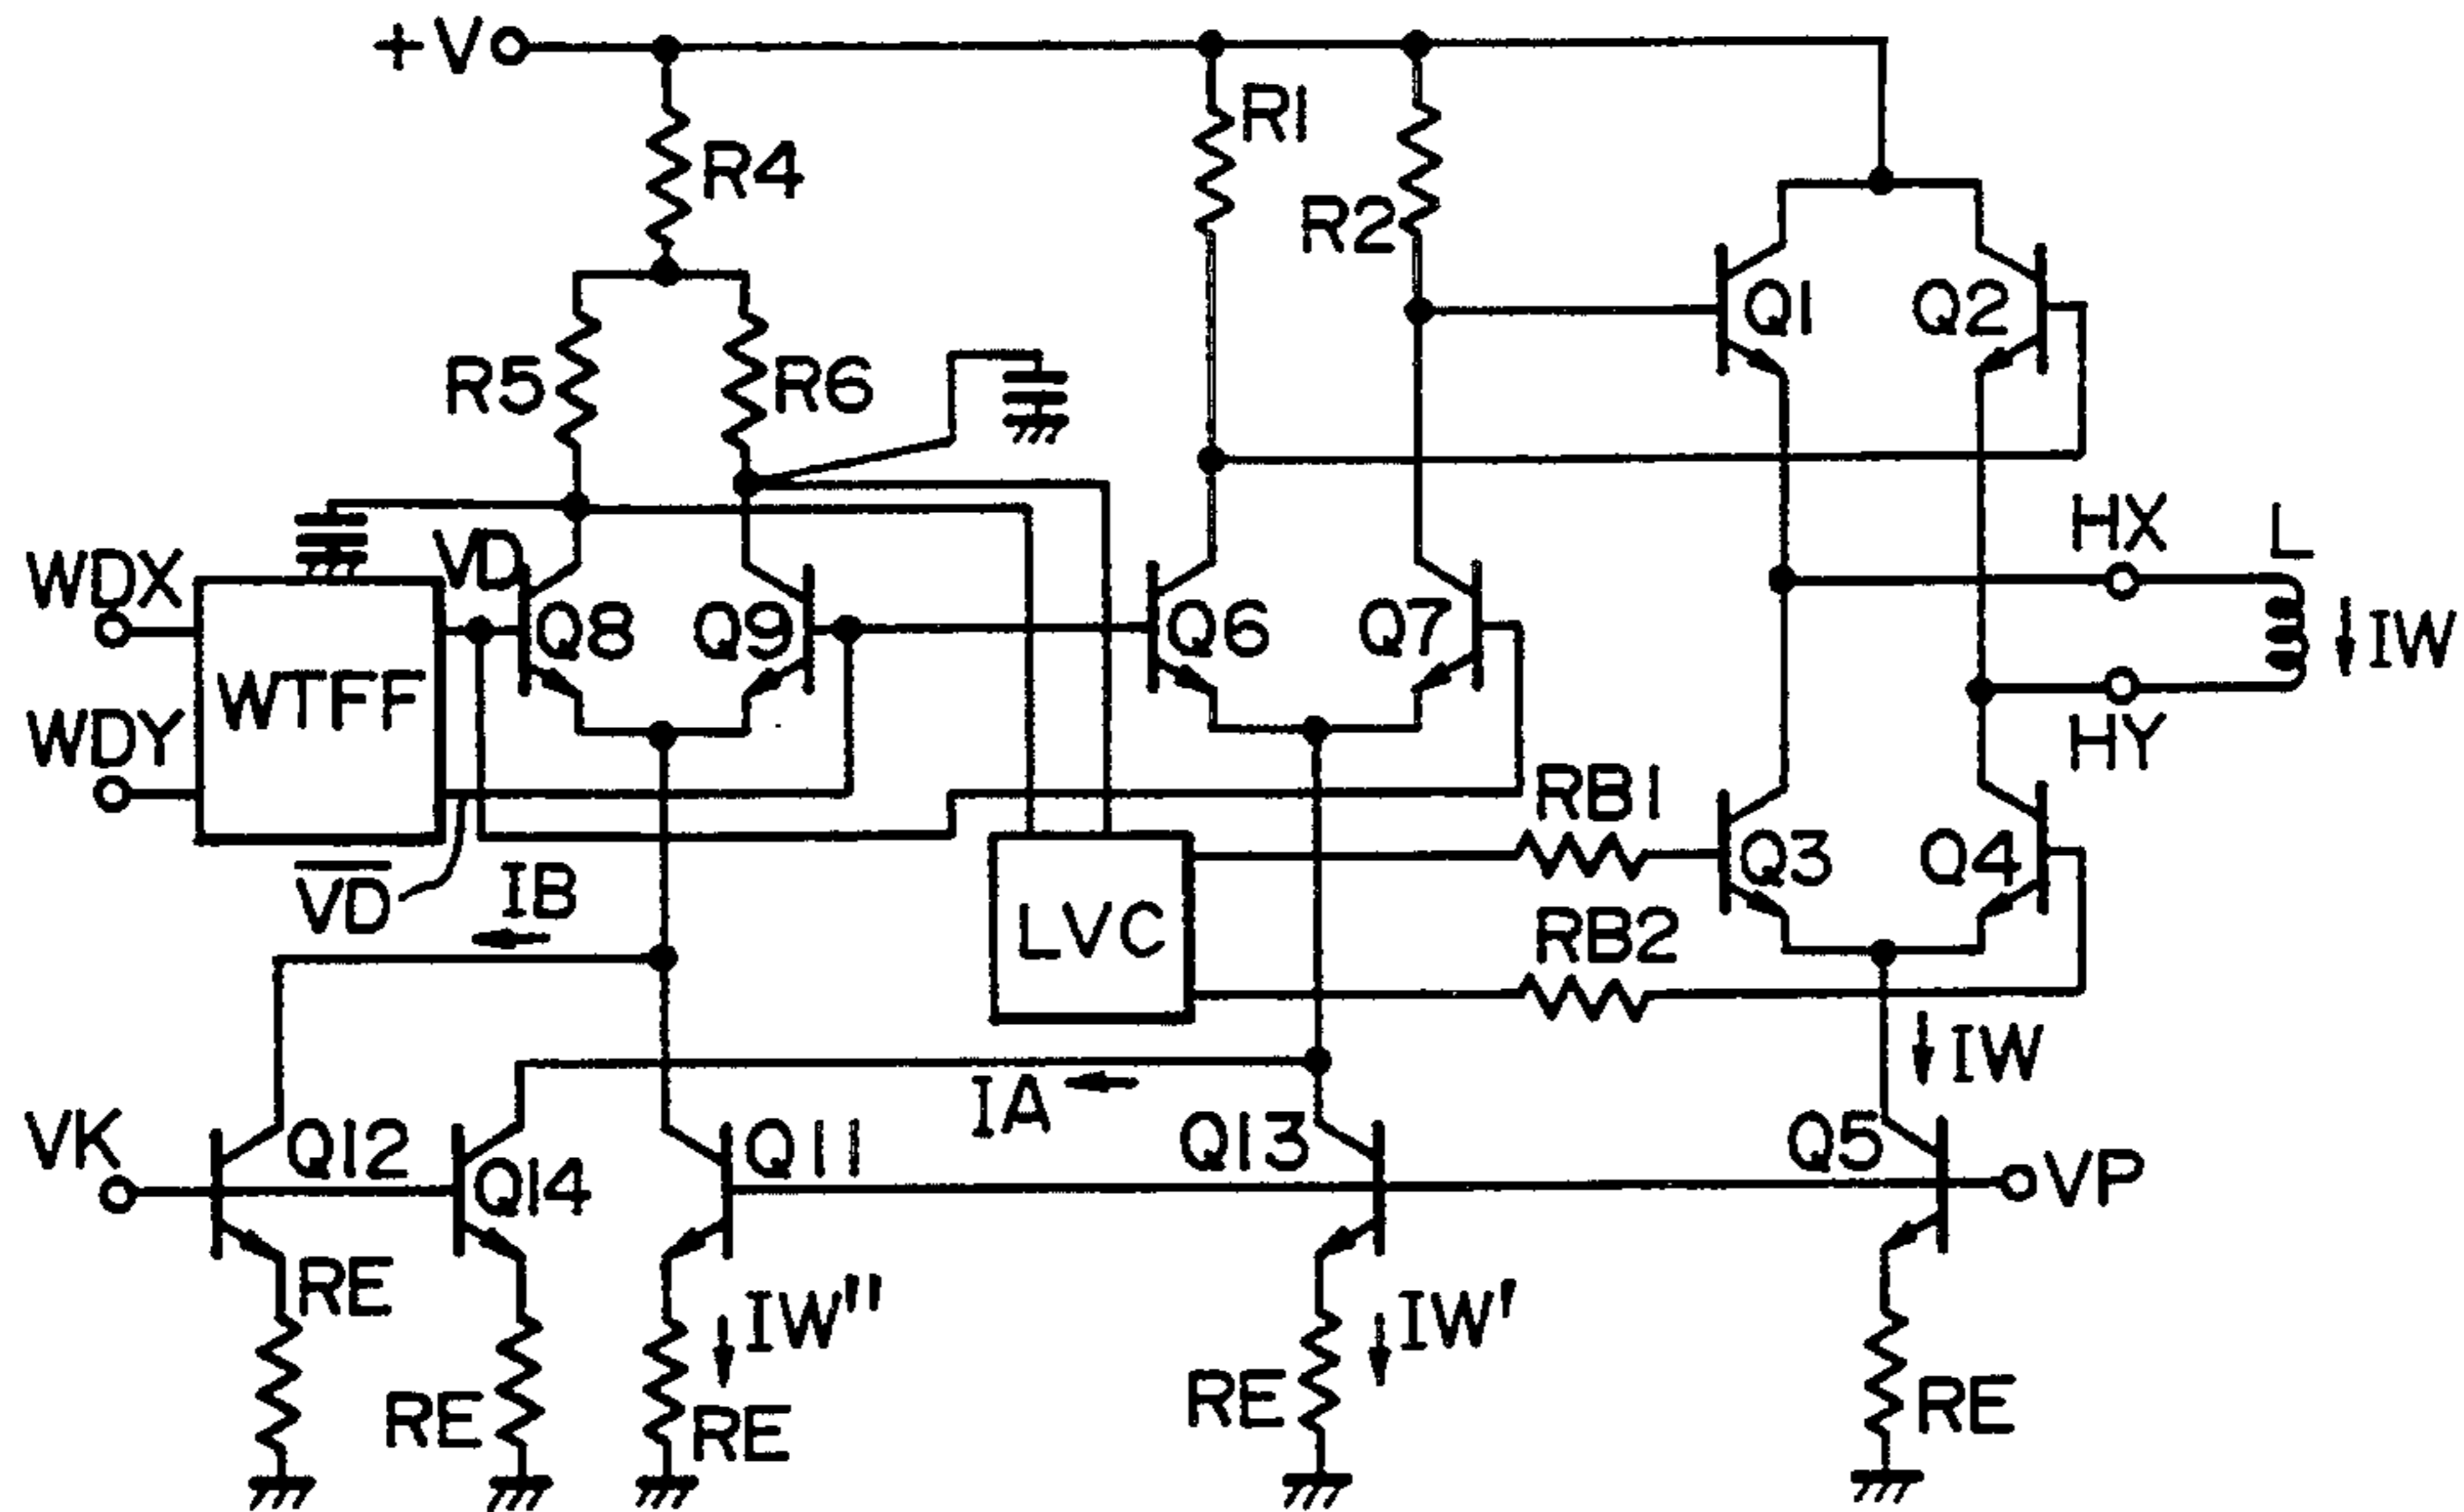 +V
R1
R4
R2
Q1
Q2
R5
R6
HX
L
VD
WDX
Q8
Q9
Q6
Q7
IW
WTFF
WDY
HY
RB1
Q3
Q4
V̅D̅
IB
LVC
RB2
IW
IA
VK
Q12
Q14
Q11
Q13
Q5
VP
RE
IW"
IW'
RE
RE
RE
RE